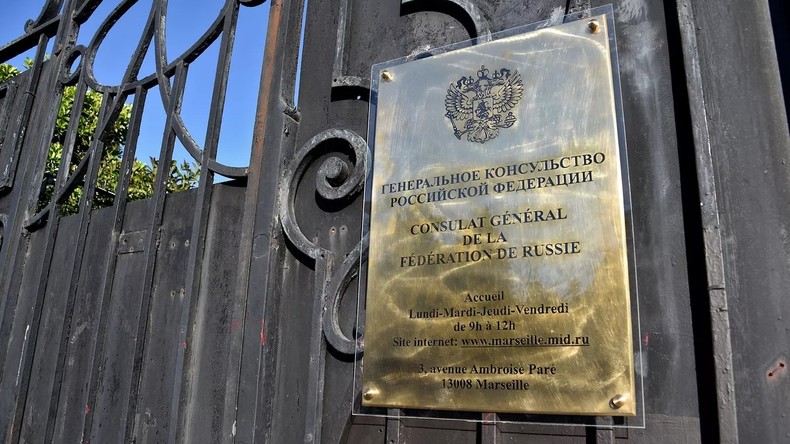 ГЕНЕРАЛЬНОЕ КОНСУЛЬСТВО
РОССИЙСКОЙ ФЕДЕРАЦИИ
CONSULAT GÉNÉRAL
DE LA
FÉDÉRATION DE RUSSIE
Accueil
Lundi-Mardi-Jeudi-Vendredi
de 9h à 12h
Site internet: www.marseille.mid.ru
3, avenue Ambroise Paré
13008 Marseille